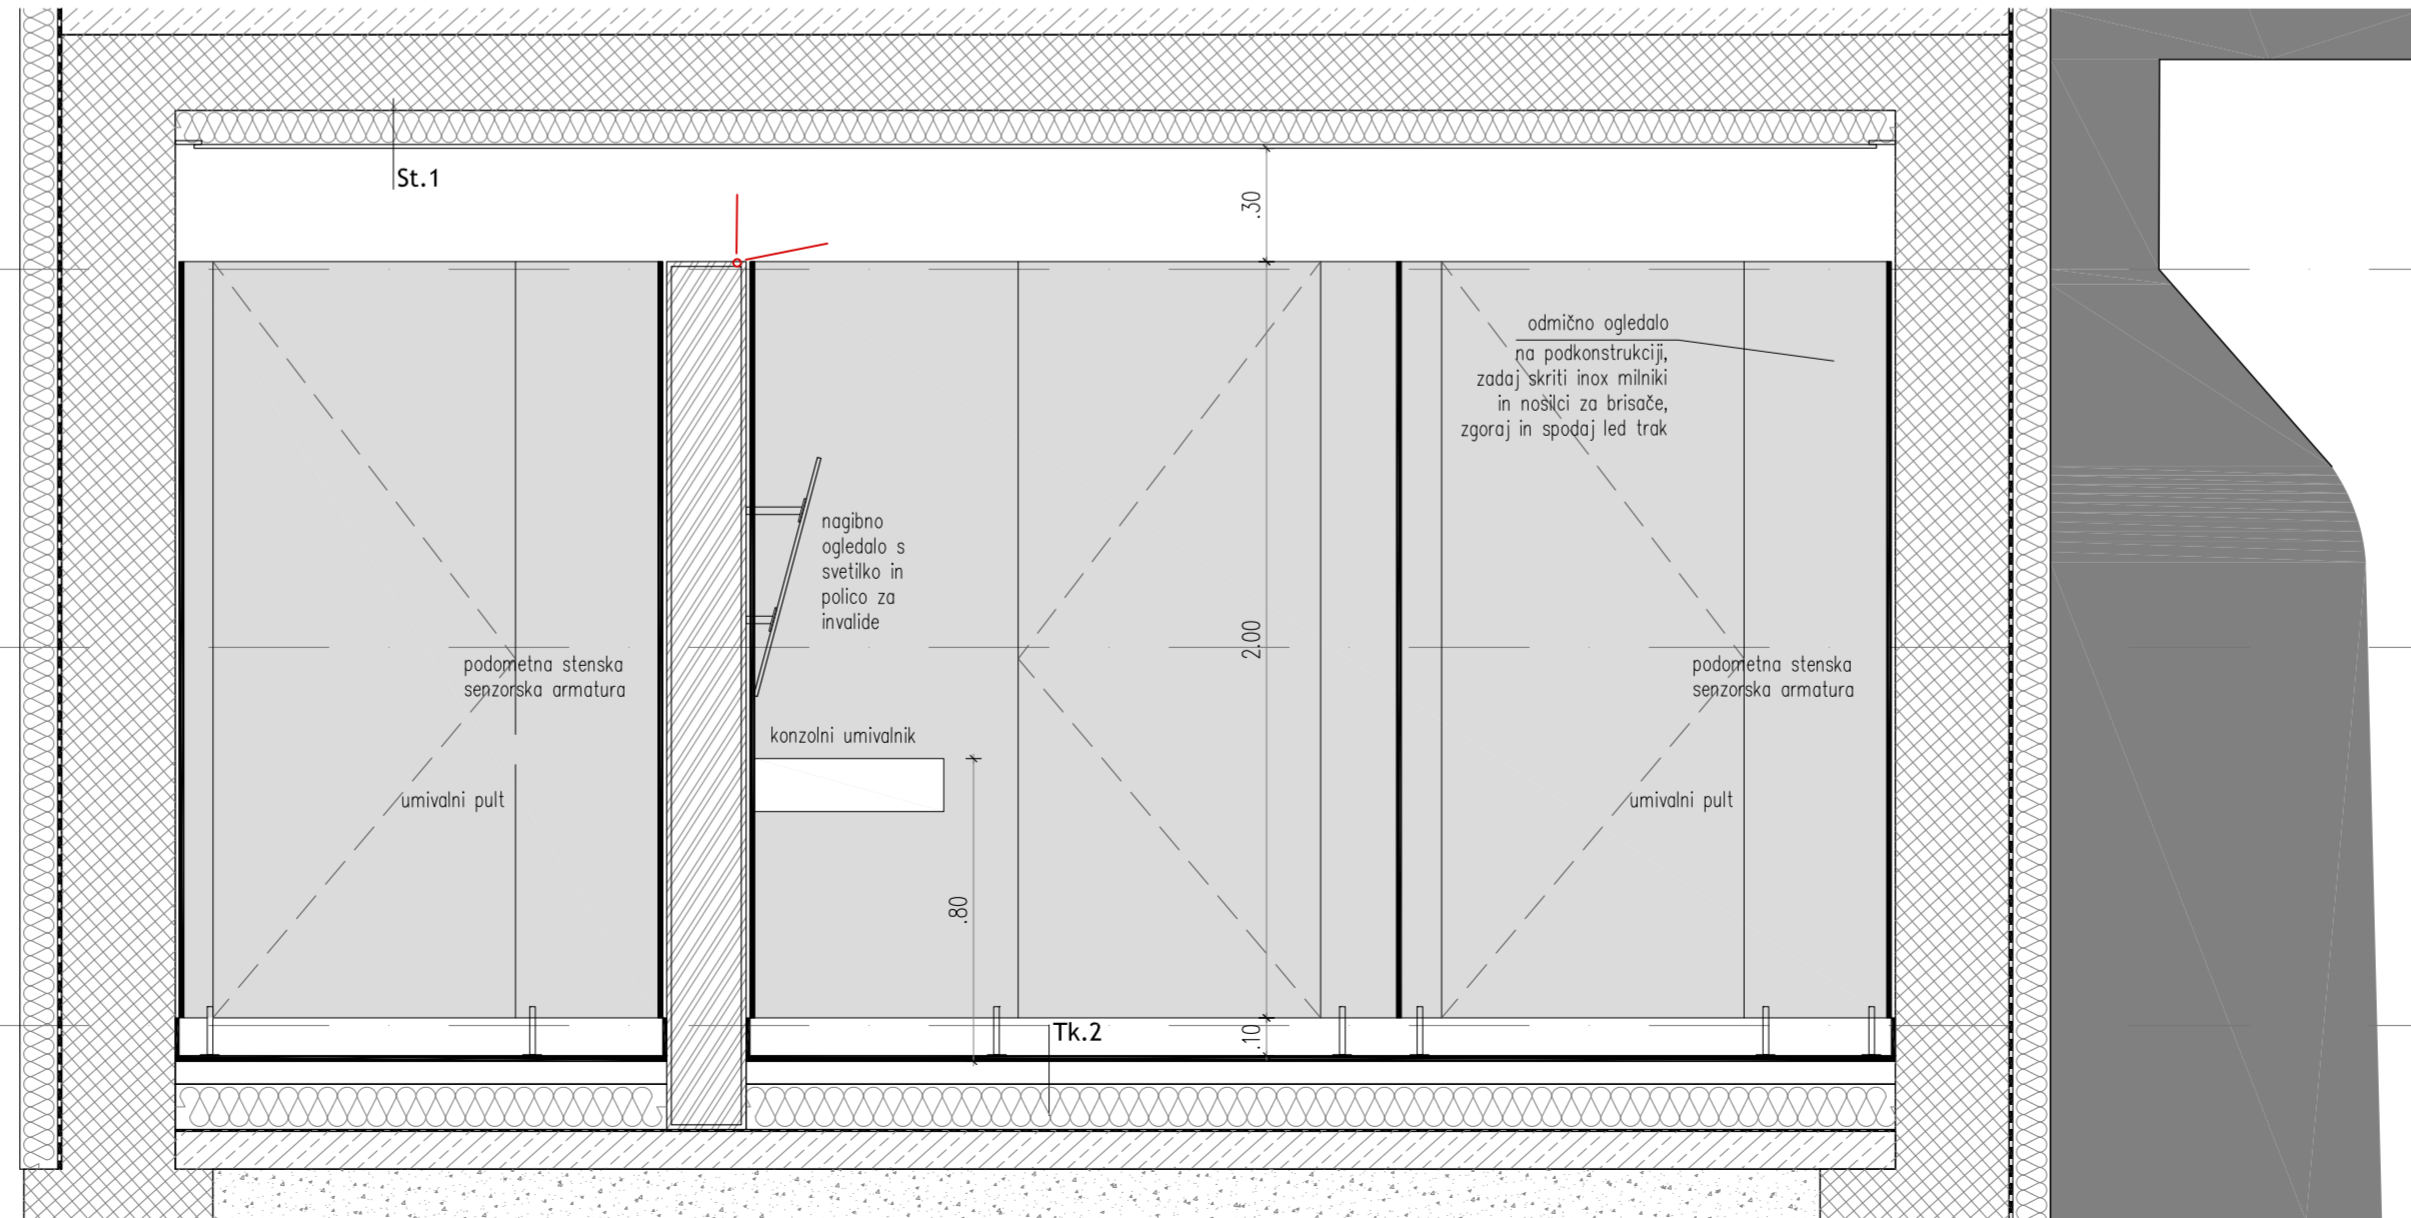 St.1
.30
odmično ogledalo
na podkonstrukciji,
zadaj skriti inox milniki
in nosilci za brisače,
zgoraj in spodaj led trak
nagibno
ogledalo s
svetilko in
polico za
invalide
2.00
podometna stenska
senzorska armatura
podometna stenska
senzorska armatura
konzolni umivalnik
umivalni pult
umivalni pult
.80
.10
Tk.2